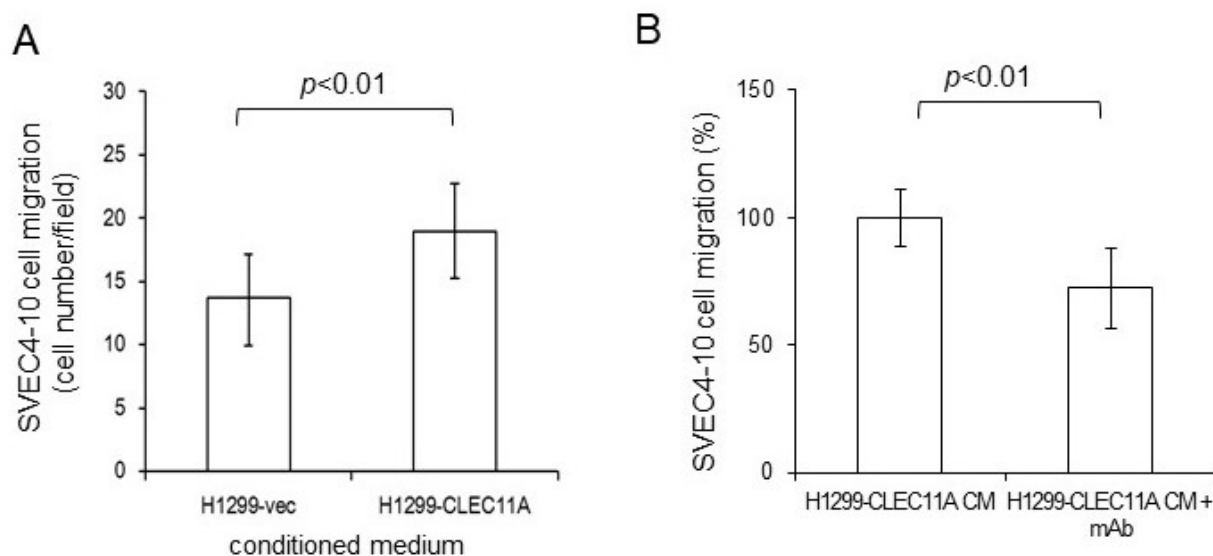 A
p<0.01
SVEC4-10 cell migration
(cell number/field)
30
25
20
15
10
5
0
H1299-vec
H1299-CLEC11A
conditioned medium
B
p<0.01
SVEC4-10 cell migration (%)
150
100
50
0
H1299-CLEC11A CM
H1299-CLEC11A CM +
mAb